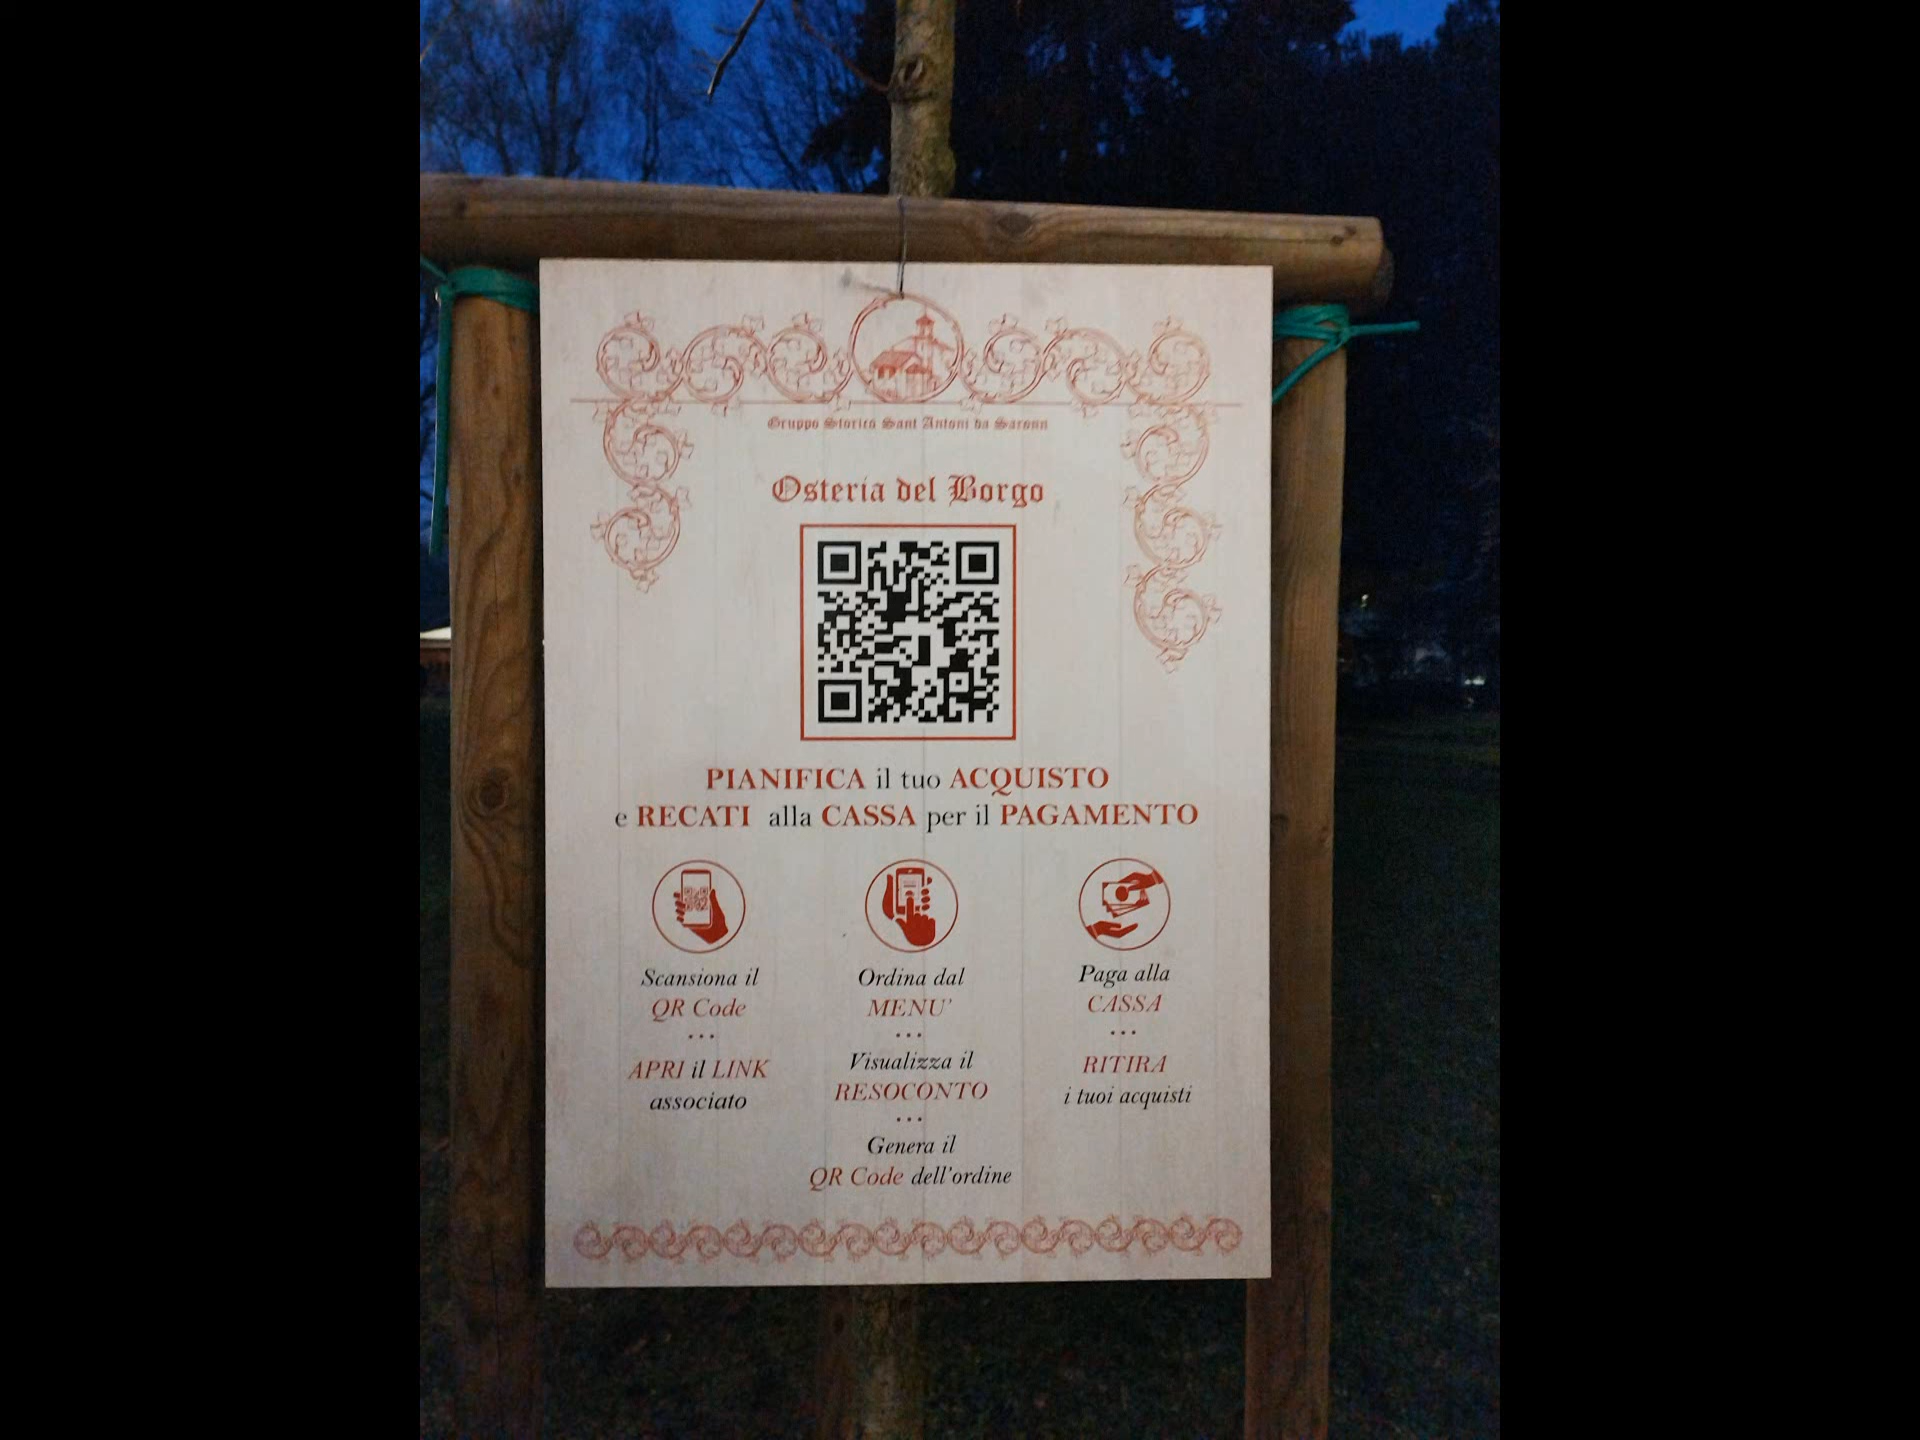 Gruppo Storico Sant Antoni da Saronn
Osteria del Borgo
PIANIFICA il tuo ACQUISTO
e RECATI alla CASSA per il PAGAMENTO
Scansiona il
QR Code
...
APRI il LINK
associato
Ordina dal
MENU'
...
Visualizza il
RESOCONTO
...
Genera il
QR Code dell'ordine
Paga alla
CASSA
...
RITIRA
i tuoi acquisti